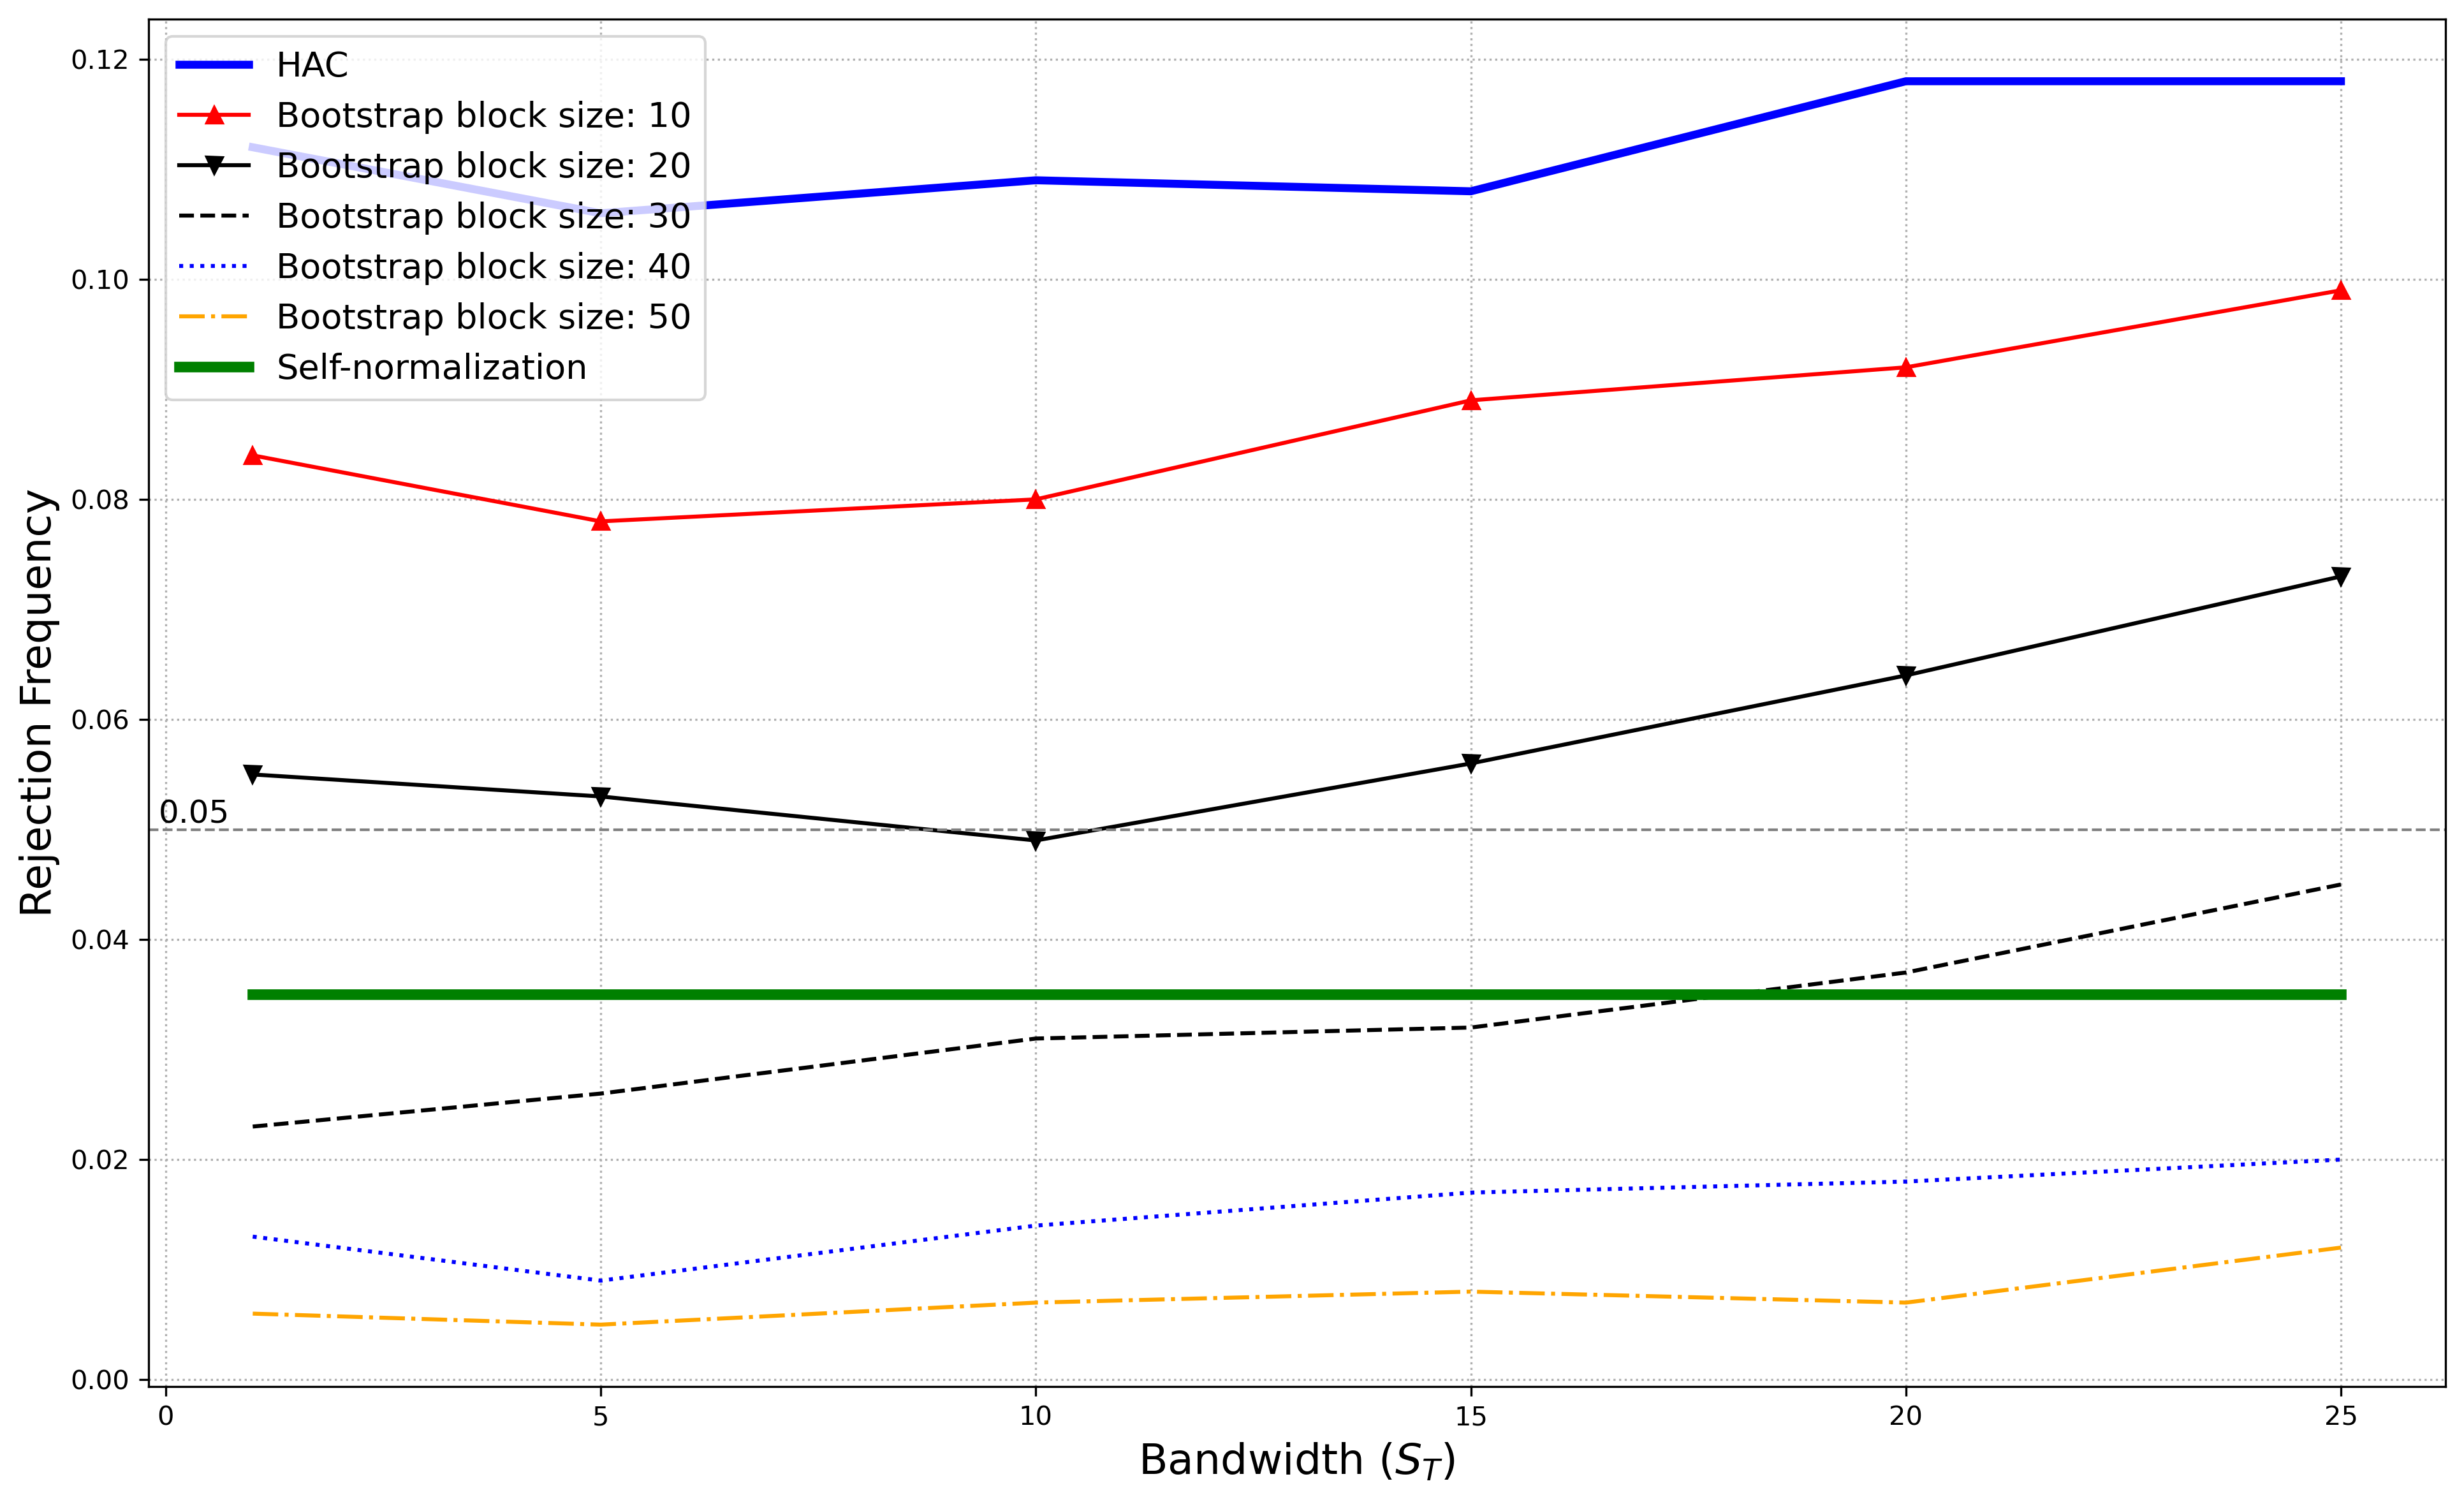 0.12
0.10
0.08
0.06
0.04
0.02
0.00
Rejection Frequency
HAC
Bootstrap block size: 10
Bootstrap block size: 20
Bootstrap block size: 30
Bootstrap block size: 40
Bootstrap block size: 50
Self-normalization
0.05
0 5 10 15 20 25
Bandwidth (S_T)